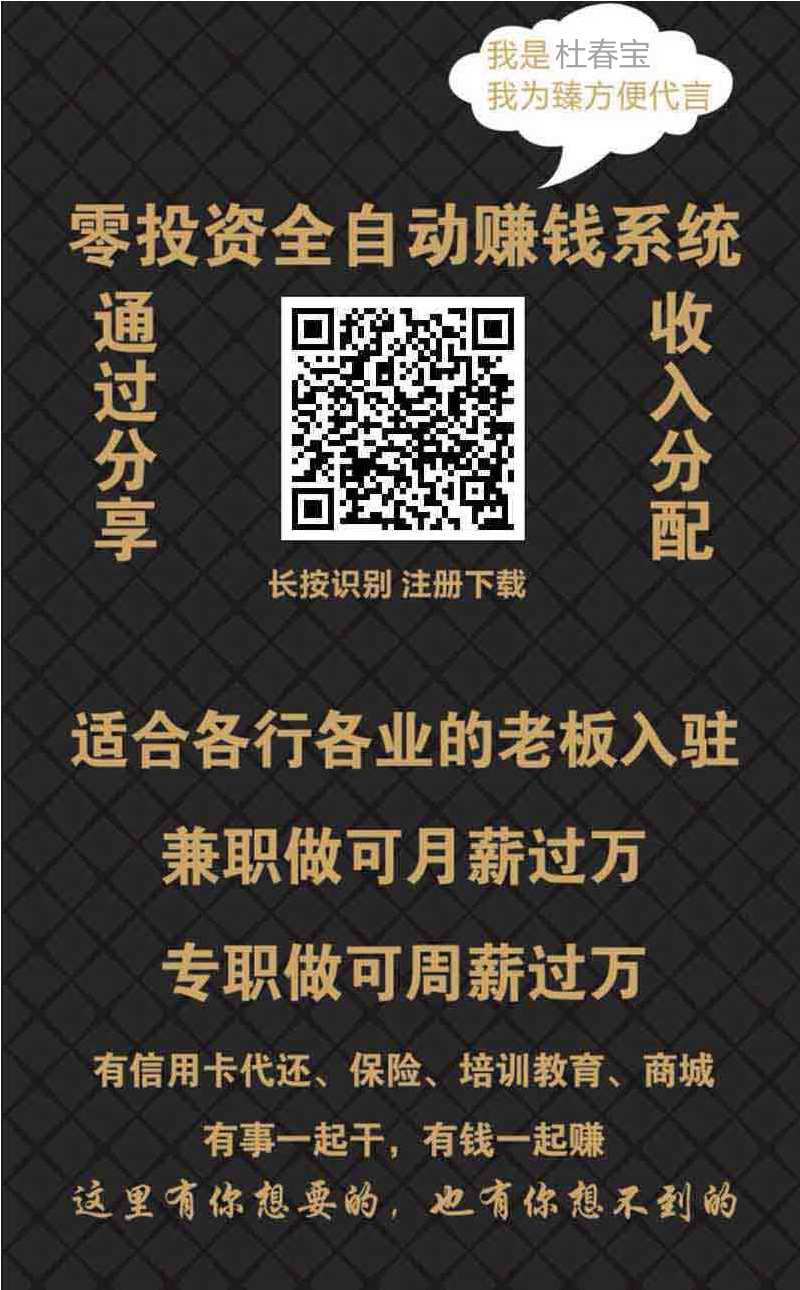 我是杜春宝
我为臻方便代言
零投资全自动赚钱系统
通过分享
收入分配
长按识别 注册下载
适合各行各业的老板入驻
兼职做可月薪过万
专职做可周薪过万
有信用卡代还、保险、培训教育、商城
有事一起干，有钱一起赚
这里有你想要的，也有你想不到的